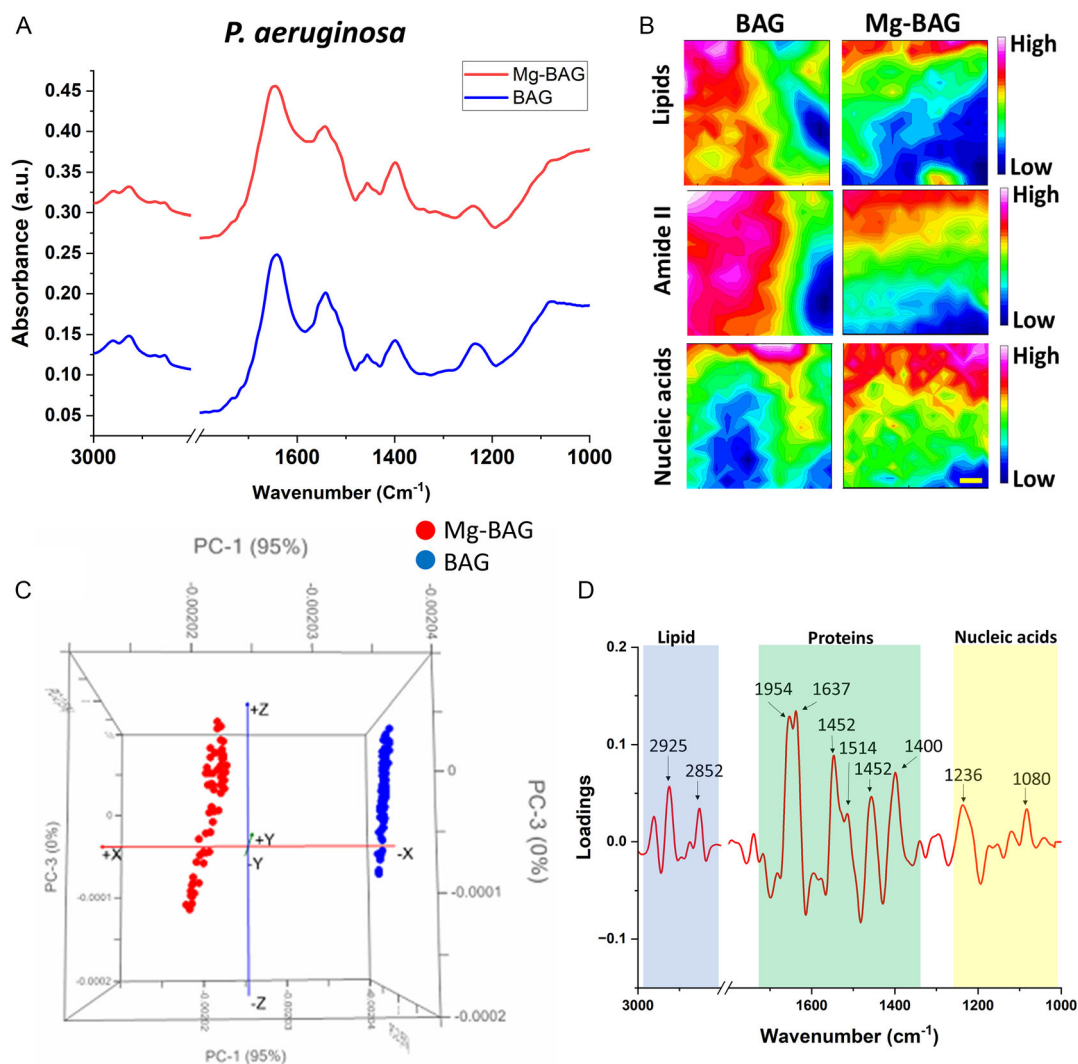 A
P. aeruginosa
Mg-BAG
BAG
0.45
0.40
0.35
0.30
0.25
0.20
0.15
0.10
0.05
Absorbance (a.u.)
3000
1600
1400
1200
1000
Wavenumber (Cm⁻¹)
B
BAG
Mg-BAG
Lipids
High
Low
Amide II
High
Low
Nucleic acids
High
Low
Mg-BAG
BAG
C
PC-1 (95%)
-0.00202
-0.00203
-0.00204
+Z
+X
+Y
-Y
-X
-Z
0
-0.0001
-0.0002
PC-3 (0%)
0
-0.0001
-0.0002
PC-3 (0%)
-0.00202
-0.00203
PC-1 (95%)
D
Lipid
Proteins
Nucleic acids
0.2
0.1
0.0
−0.1
Loadings
2925
2852
1954
1637
1452
1514
1452
1400
1236
1080
3000
1600
1400
1200
1000
Wavenumber (cm⁻¹)